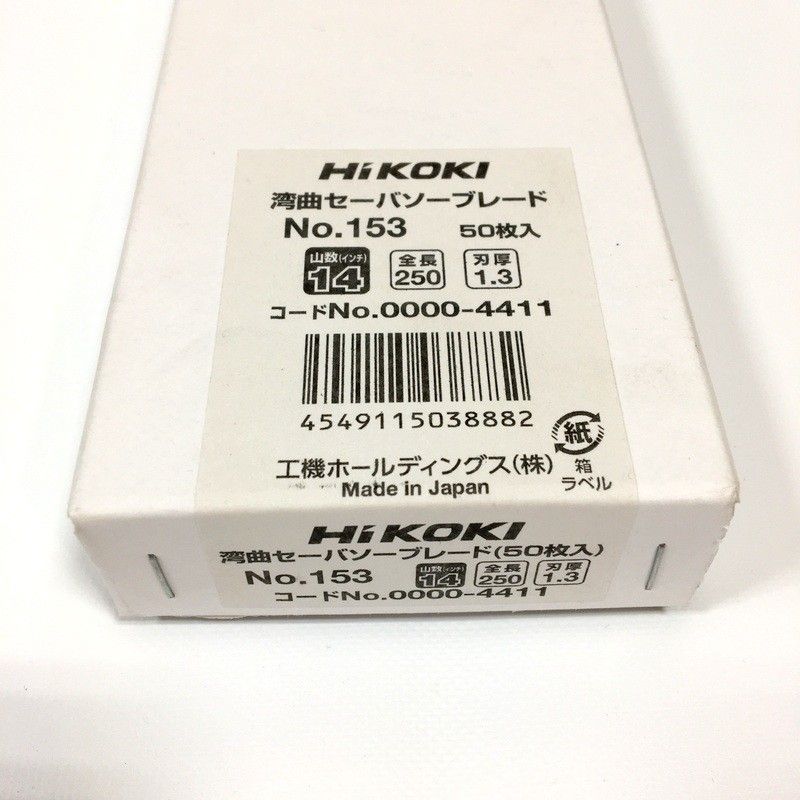 HiKOKI
湾曲セーバソーブレード
No.153 50枚入
山数(インチ) 全長 刃厚
14 250 1.3
コードNo.0000-4411
4549115038882
紙
箱
ラベル
工機ホールディングス(株)
Made in Japan
HiKOKI
湾曲セーバソーブレード(50枚入)
No.153 山数(インチ) 14 全長 250 刃厚 1.3
コードNo.0000-4411